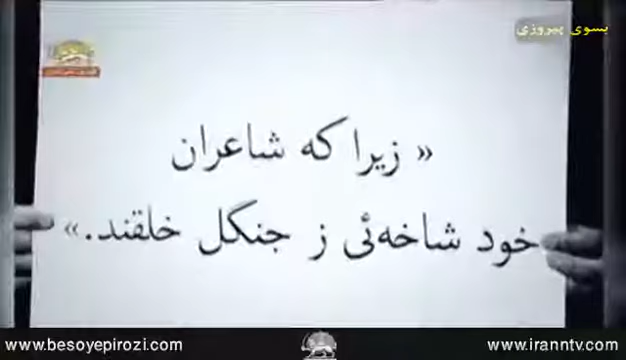 بسوی پیروزی
« زیرا که شاعران
خود شاخه‌ئی ز جنگل خلقند.»
www.besoyepirozi.com
www.iranntv.com